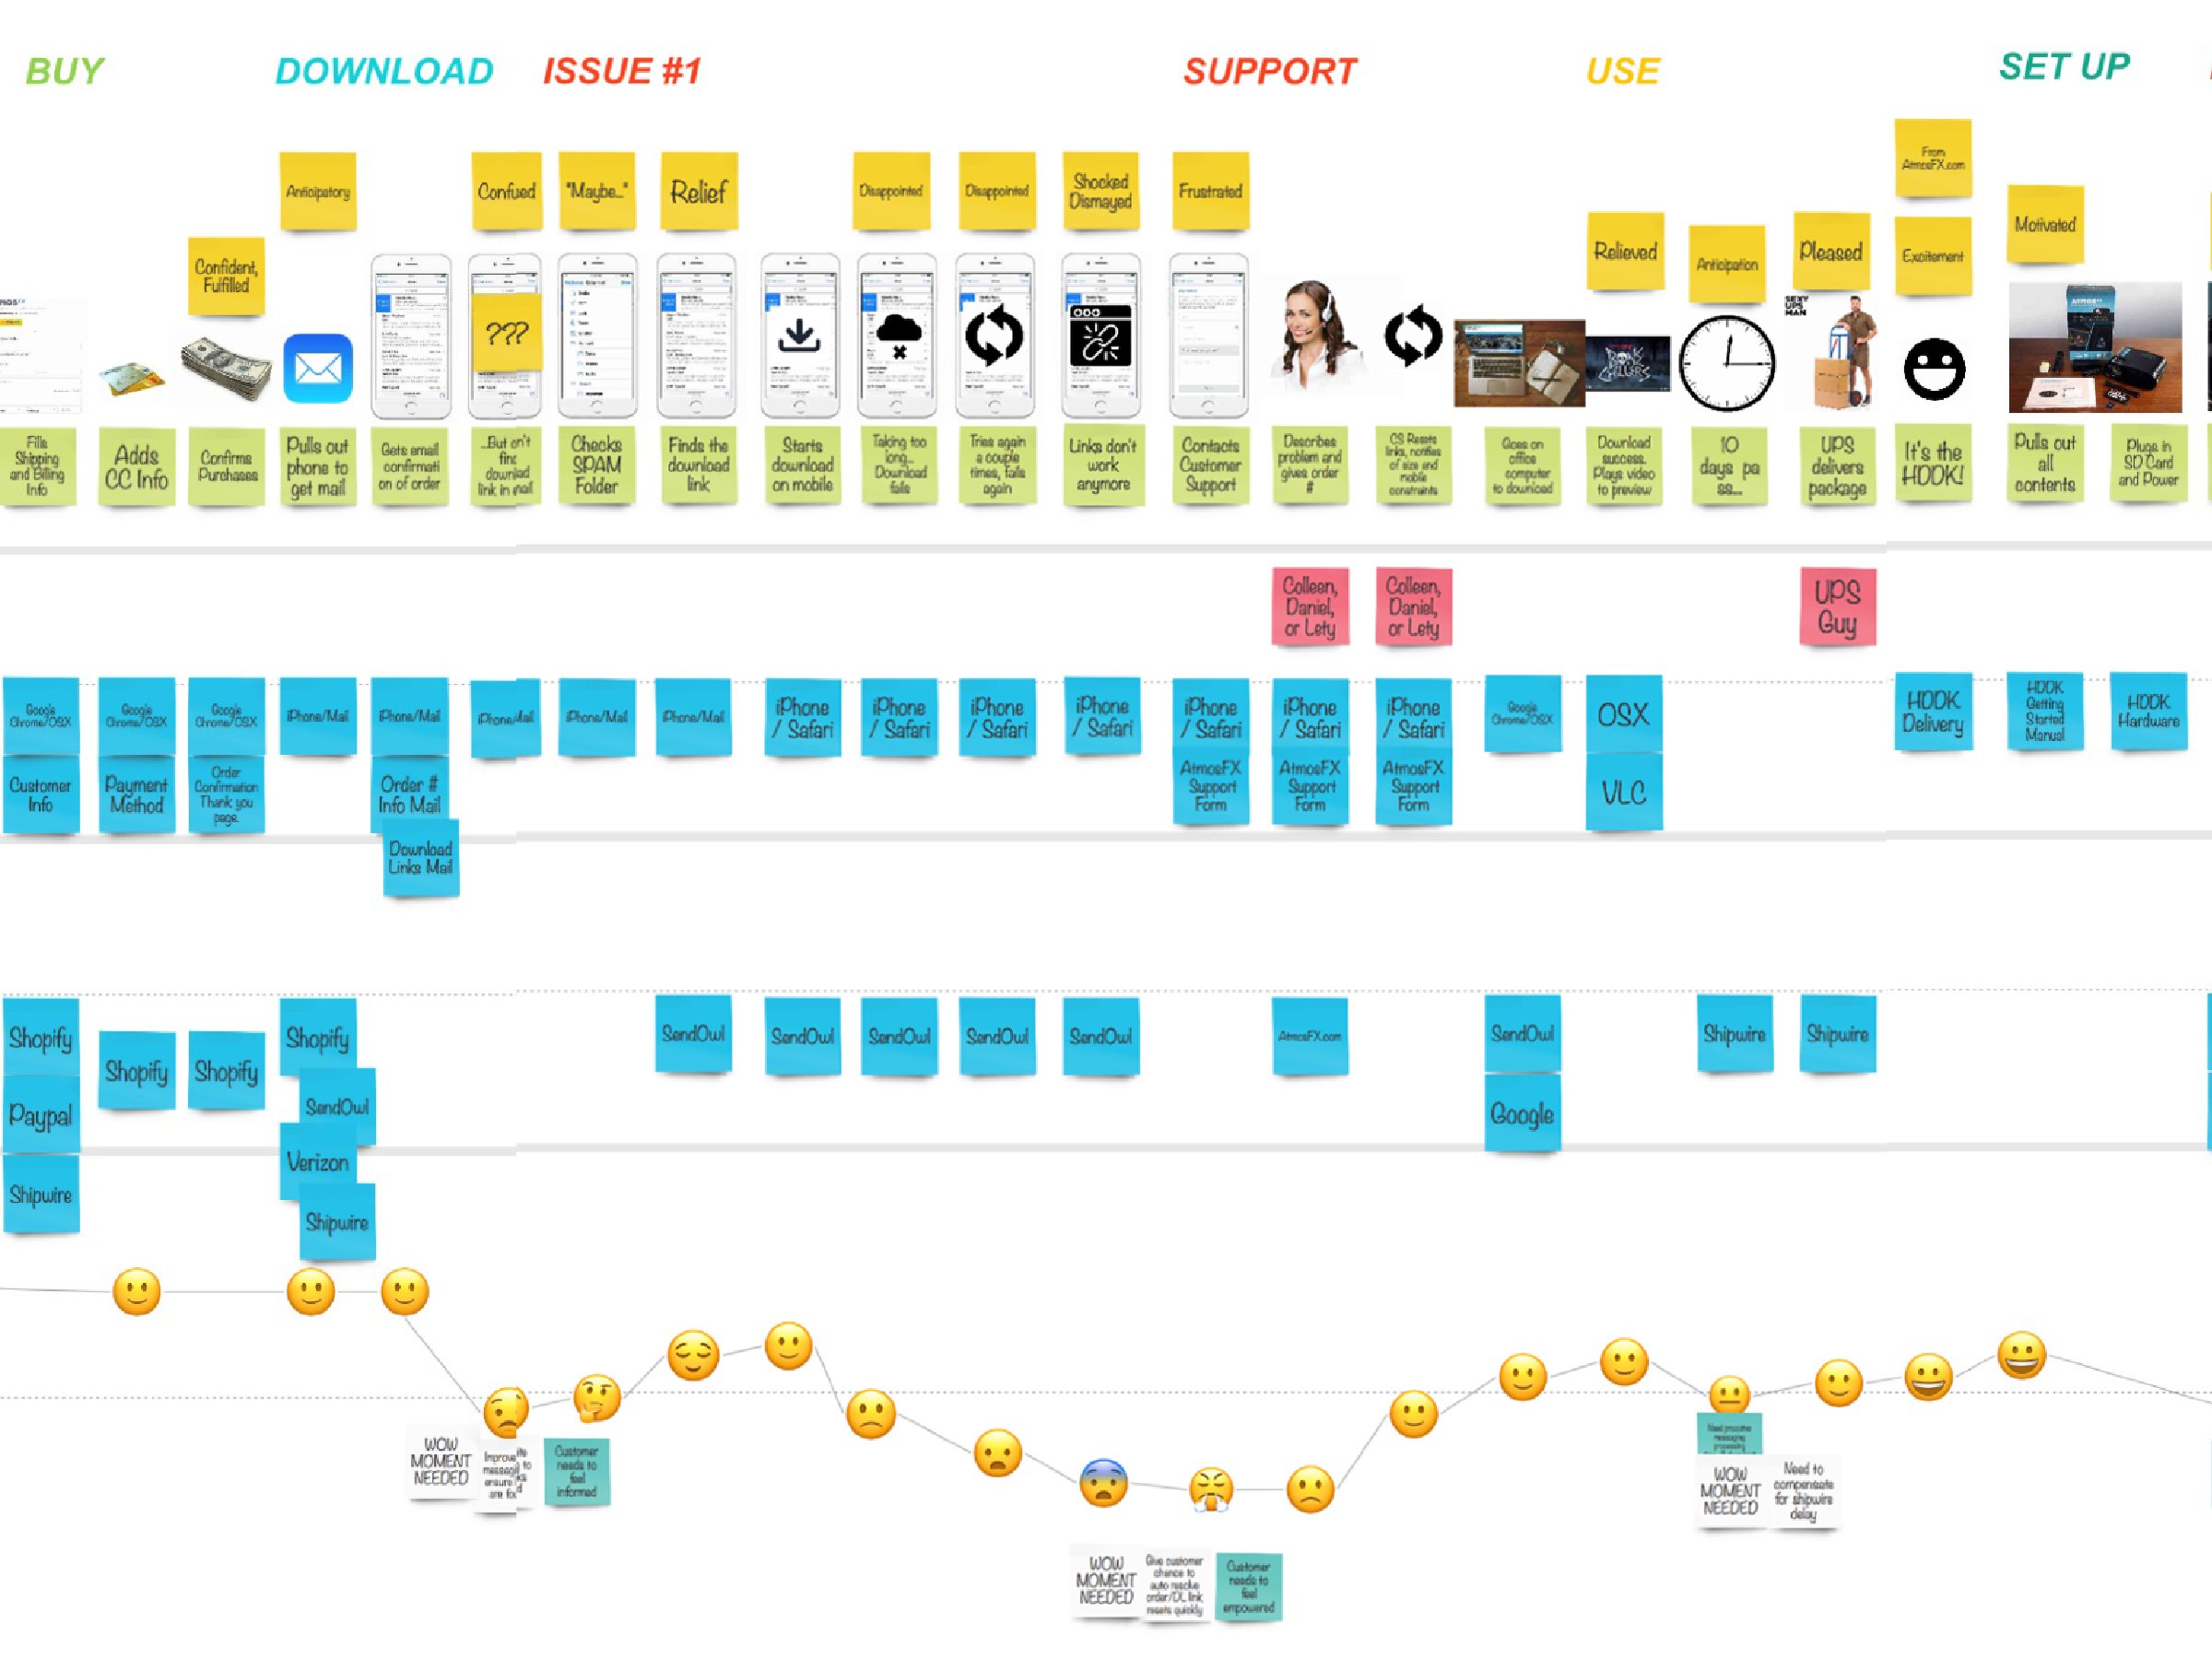 BUY
DOWNLOAD
ISSUE #1
SUPPORT
USE
SET UP
From
AtmosFX.com
Anticipatory
Confused
"Maybe..."
Relief
Disappointed
Disappointed
Shocked
Dismayed
Frustrated
Motivated
Relieved
Anticipation
Pleased
Excitement
Confident,
Fulfilled
???
SEXY
UPS
MAN
Fills
Shipping
and Billing
Info
Adds
CC Info
Confirms
Purchases
Pulls out
phone to
get mail
Gets email
confirmati
on of order
...But can't
find
download
link in mail
Checks
SPAM
Folder
Finds the
download
link
Starts
download
on mobile
Taking too
long...
Download
fails
Tries again
a couple
times, fails
again
Links don't
work
anymore
Contacts
Customer
Support
Describes
problem and
gives order
#
CS Resets
links, notifies
of size and
mobile
constraints
Goes on
office
computer
to download
Download
success.
Plays video
to preview
10
days pa
ss...
UPS
delivers
package
It's the
HDDK!
Pulls out
all
contents
Plugs in
SD Card
and Power
Colleen,
Daniel,
or Lety
Colleen,
Daniel,
or Lety
UPS
Guy
Google
Chrome/OSX
Google
Chrome/OSX
Google
Chrome/OSX
iPhone/Mail
iPhone/Mail
iPhone/Mail
iPhone/Mail
iPhone/Mail
iPhone
/ Safari
iPhone
/ Safari
iPhone
/ Safari
iPhone
/ Safari
iPhone
/ Safari
iPhone
/ Safari
iPhone
/ Safari
Google
Chrome/OSX
OSX
HDDK
Delivery
HDDK
Getting
Started
Manual
HDDK
Hardware
Customer
Info
Payment
Method
Order
Confirmation
Thank you
page.
Order #
Info Mail
AtmosFX
Support
Form
AtmosFX
Support
Form
AtmosFX
Support
Form
VLC
Download
Links Mail
Shopify
Shopify
Shopify
Shopify
SendOwl
SendOwl
SendOwl
SendOwl
SendOwl
AtmosFX.com
SendOwl
Shipwire
Shipwire
Paypal
SendOwl
Google
Verizon
Shipwire
Shipwire
WOW
MOMENT
NEEDED
Improve
ensure
Customer
needs to
feel
informed
Need proactive
messaging
processing
WOW
MOMENT
NEEDED
Need to
compensate
for shipwire
delay
WOW
MOMENT
NEEDED
Give customer
chance to
auto resolve
order/DL link
resets quickly
Customer
needs to
feel
empowered